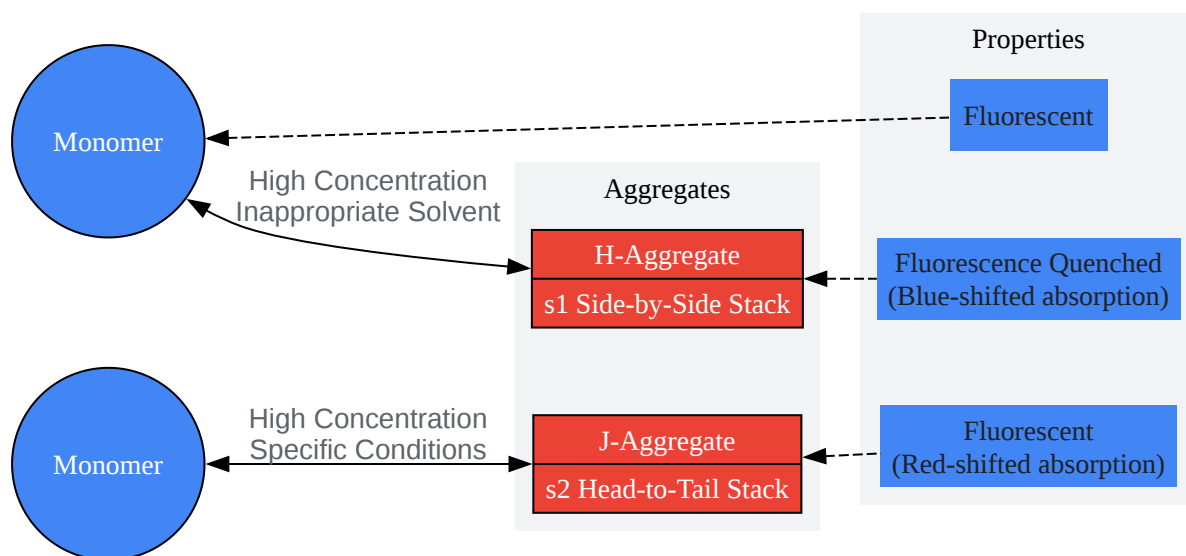 Properties
Fluorescent
Monomer
High Concentration
Inappropriate Solvent
Aggregates
H-Aggregate
s1 Side-by-Side Stack
Fluorescence Quenched
(Blue-shifted absorption)
Monomer
High Concentration
Specific Conditions
J-Aggregate
s2 Head-to-Tail Stack
Fluorescent
(Red-shifted absorption)